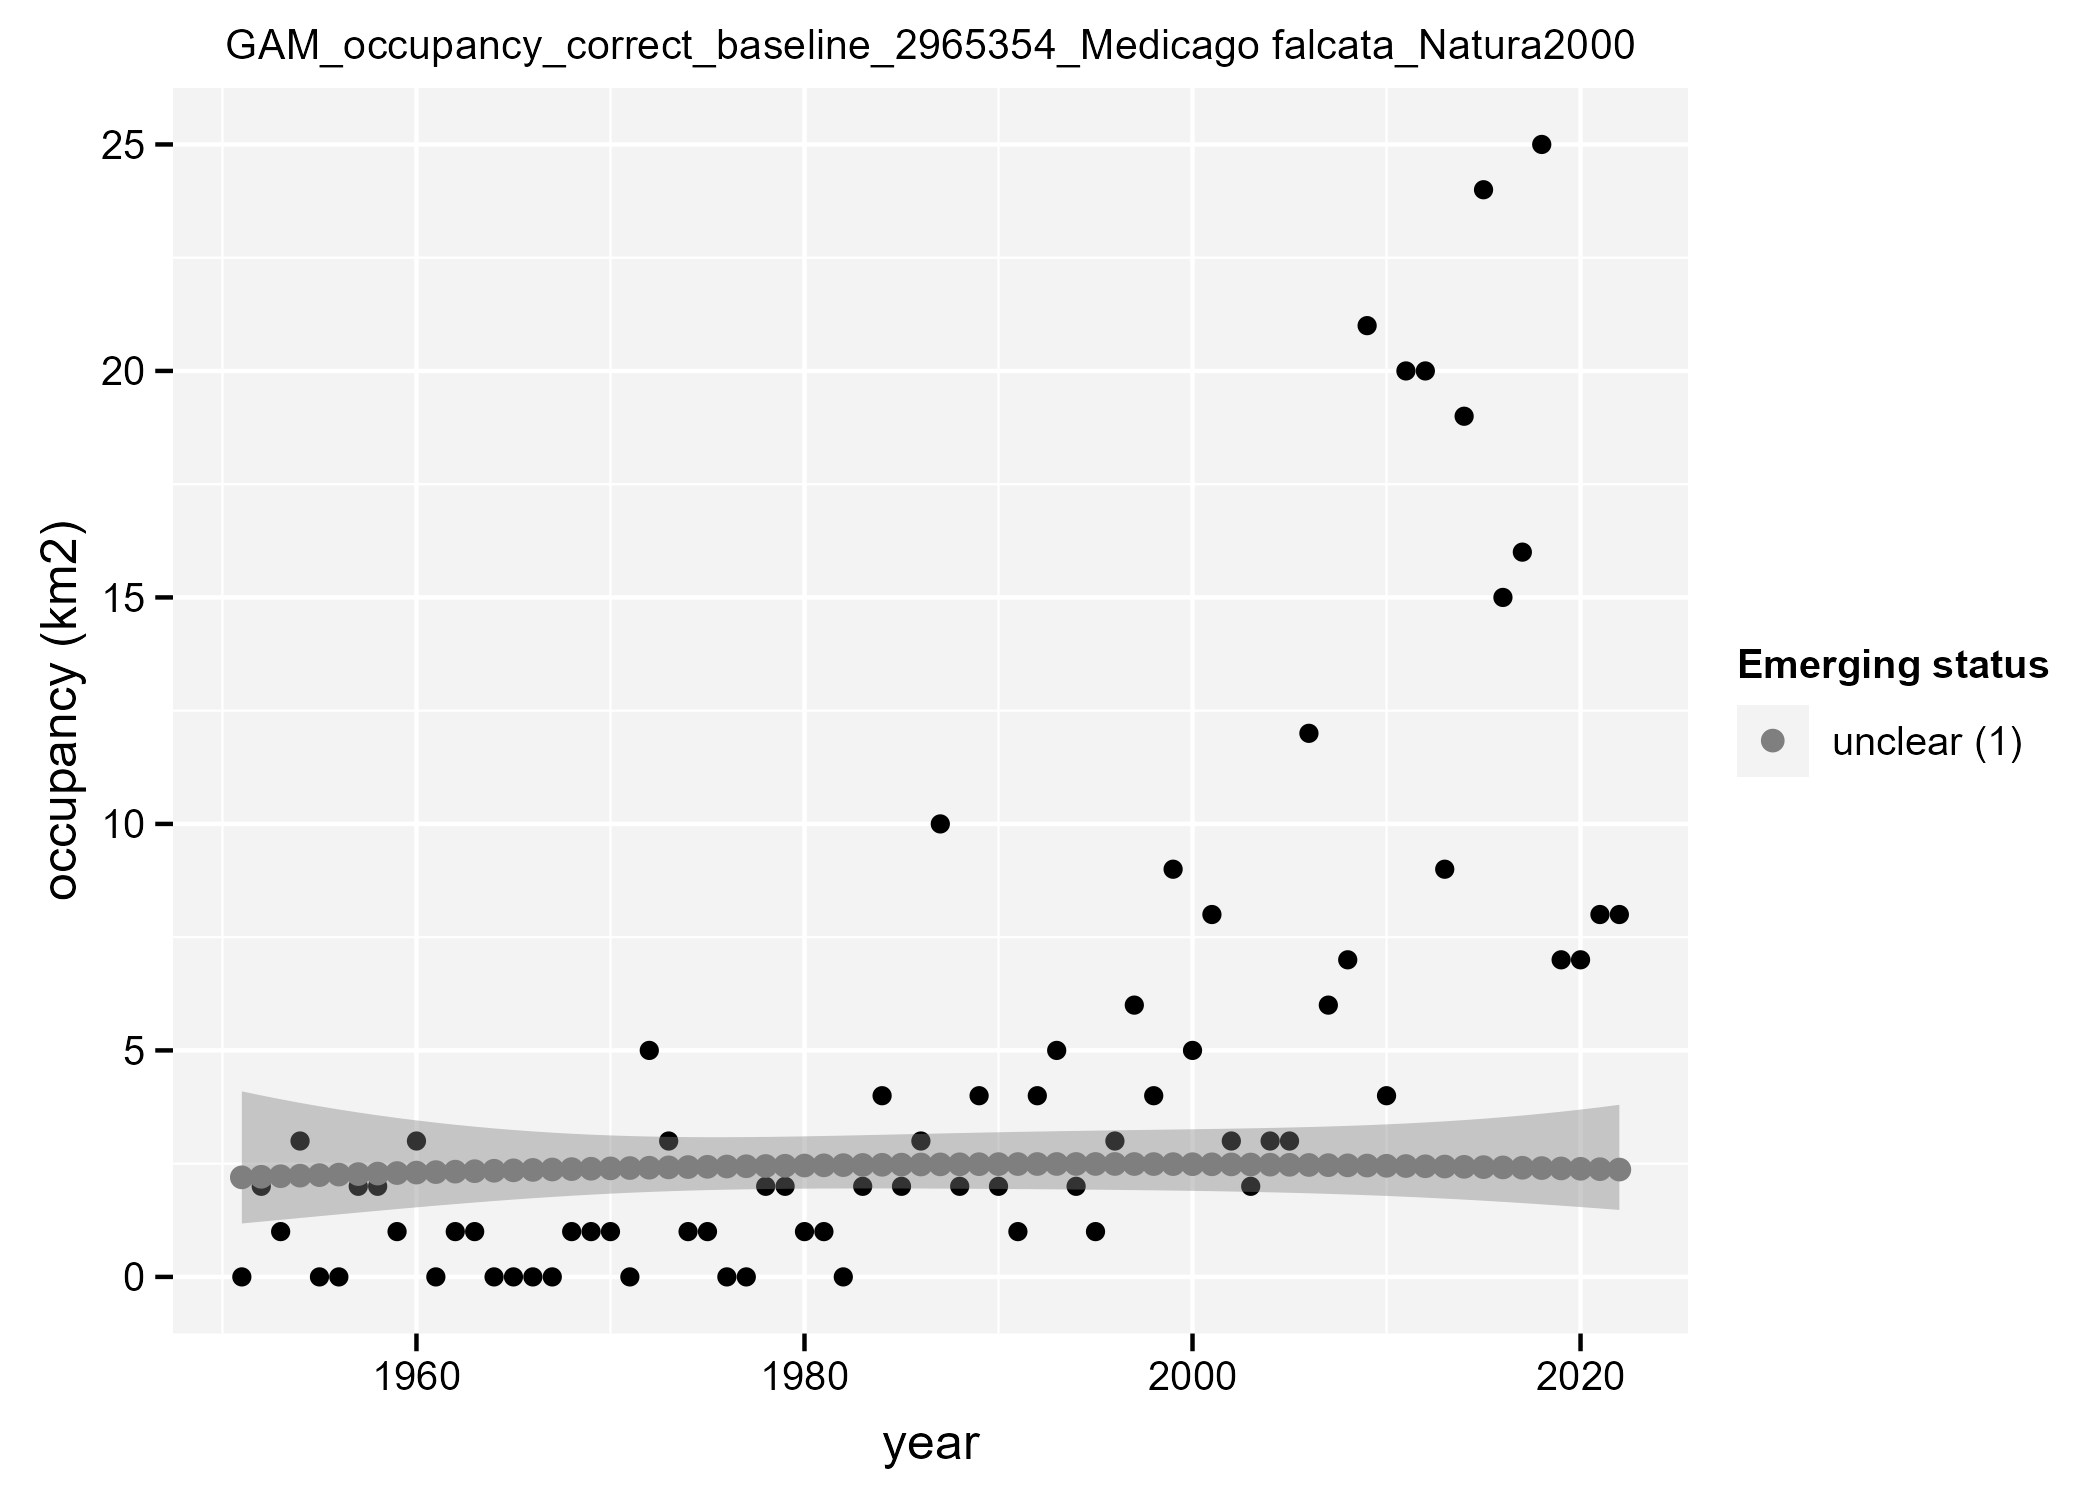 GAM_occupancy_correct_baseline_2965354_Medicago falcata_Natura2000
25
20
15
10
5
0
occupancy (km2)
1960 1980 2000 2020
year
Emerging status
unclear (1)